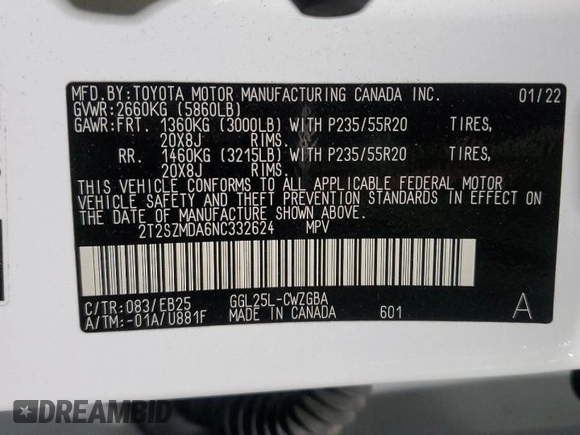 MFD.BY:TOYOTA MOTOR MANUFACTURING CANADA INC. 01/22
GVWR:2660KG (5860LB)
GAWR:FRT. 1360KG (3000LB) WITH P235/55R20 TIRES,
20X8J RIMS.
RR. 1460KG (3215LB) WITH P235/55R20 TIRES,
20X8J RIMS.
THIS VEHICLE CONFORMS TO ALL APPLICABLE FEDERAL MOTOR
VEHICLE SAFETY AND THEFT PREVENTION STANDARDS IN EFFECT ON
THE DATE OF MANUFACTURE SHOWN ABOVE.
2T2SZMDA6NC332624 MPV
C/TR:083/EB25 GGL25L-CWZGBA
A/TM:-01A/U881F MADE IN CANADA 601 A
DREAMBID